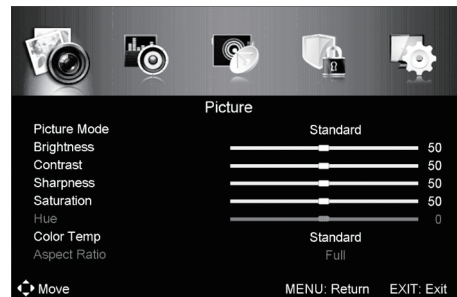 Picture
Picture Mode Standard
Brightness 50
Contrast 50
Sharpness 50
Saturation 50
Hue 0
Color Temp Standard
Aspect Ratio Full
Move MENU: Return EXIT: Exit